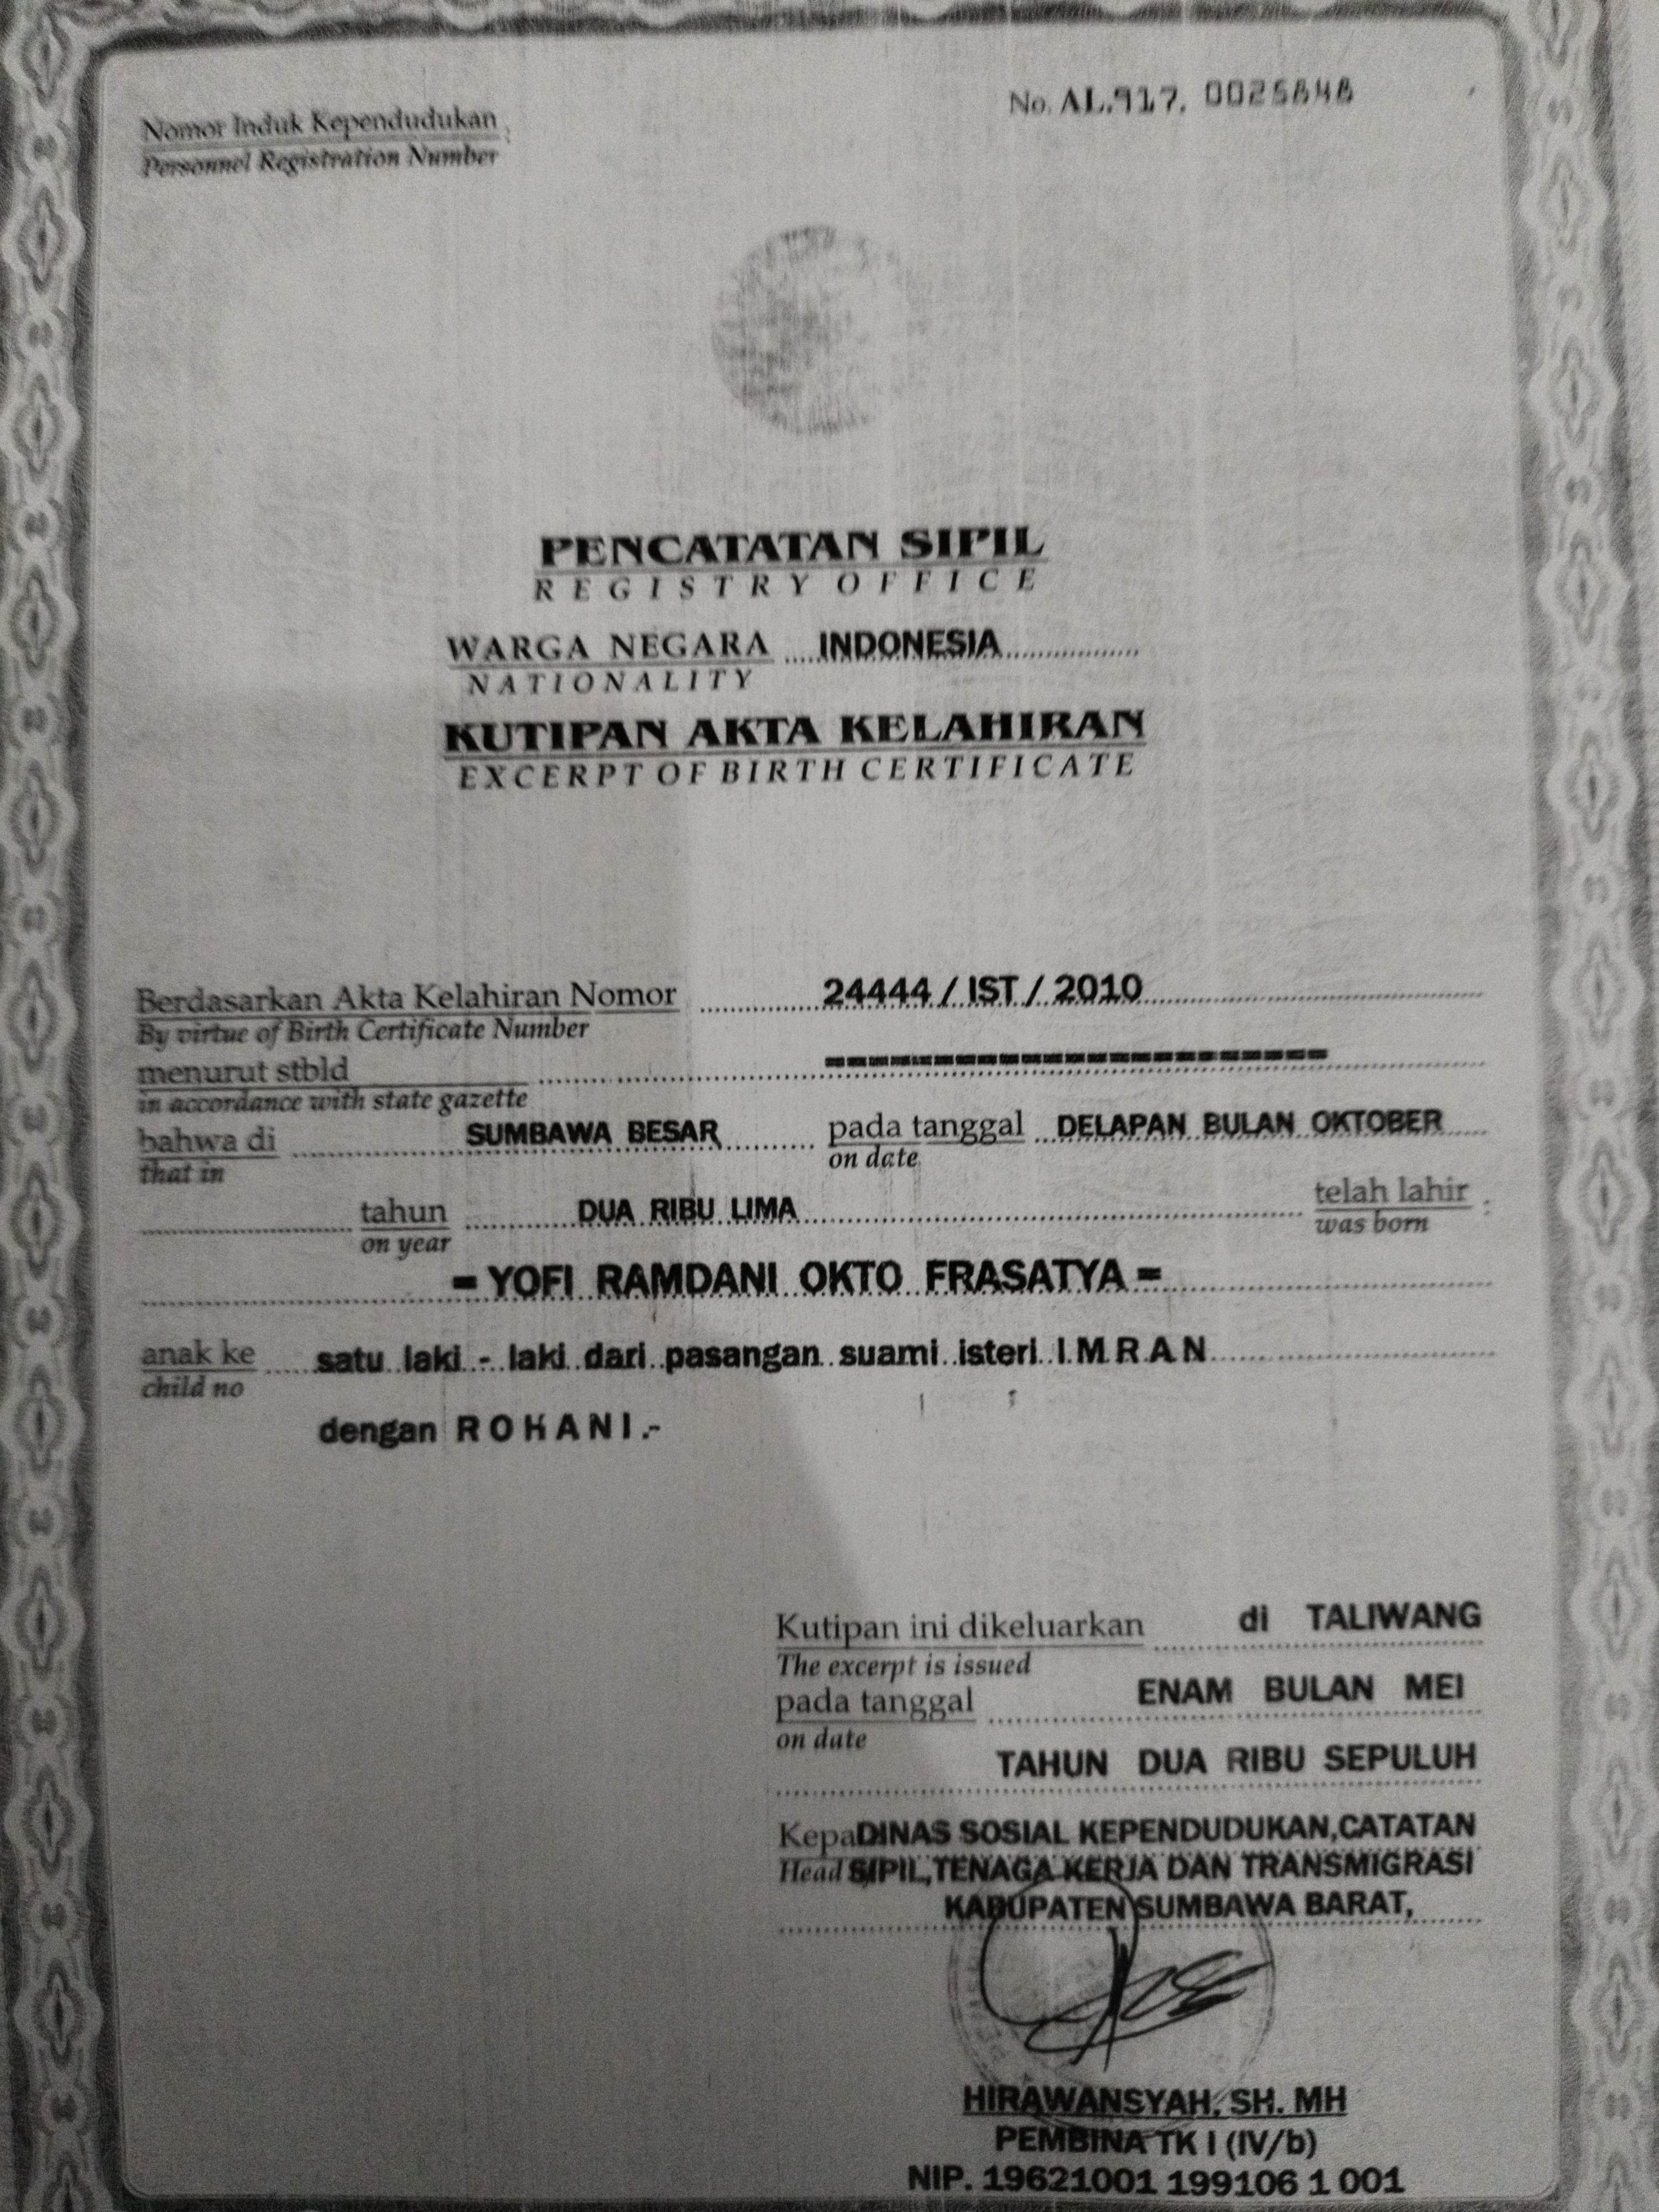 No. AL.917. 0025848
Nomor Induk Kependudukan :
Personnel Registration Number
PENCATATAN SIPIL
REGISTRY OFFICE
WARGA NEGARA INDONESIA
NATIONALITY
KUTIPAN AKTA KELAHIRAN
EXCERPT OF BIRTH CERTIFICATE
Berdasarkan Akta Kelahiran Nomor 24444 / IST / 2010
By virtue of Birth Certificate Number
menurut stbld
in accordance with state gazette
bahwa di SUMBAWA BESAR pada tanggal DELAPAN BULAN OKTOBER
that in on date
tahun DUA RIBU LIMA telah lahir :
on year was born
= YOFI RAMDANI OKTO FRASATYA =
anak ke satu laki - laki dari pasangan suami isteri I M R A N
child no
dengan R O H A N I .-
Kutipan ini dikeluarkan di TALIWANG
The excerpt is issued
pada tanggal ENAM BULAN MEI
on date
TAHUN DUA RIBU SEPULUH
Kepa DINAS SOSIAL KEPENDUDUKAN,CATATAN
Head SIPIL,TENAGA KERJA DAN TRANSMIGRASI
KABUPATEN SUMBAWA BARAT,
HIRAWANSYAH, SH. MH
PEMBINA TK I (IV/b)
NIP. 19621001 199106 1 001